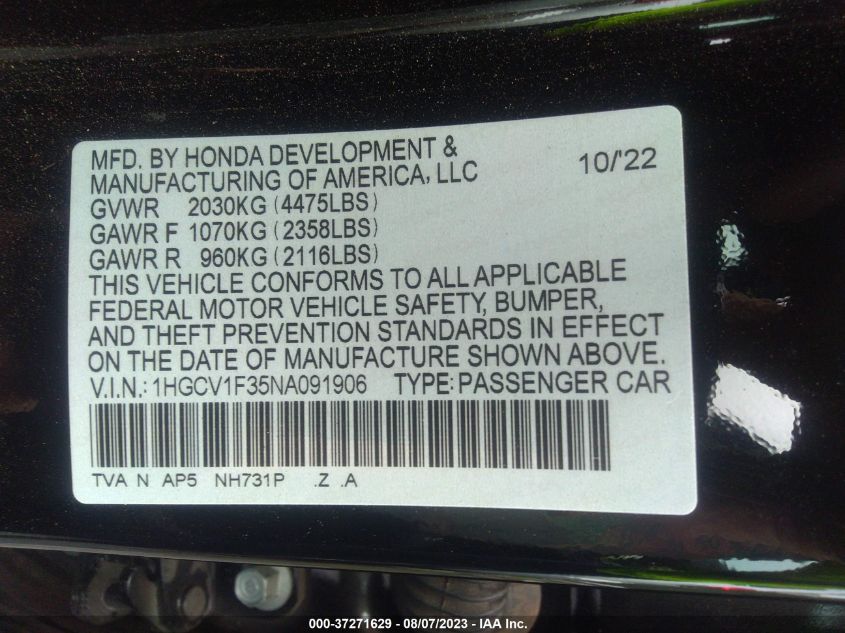 MFD. BY HONDA DEVELOPMENT &
MANUFACTURING OF AMERICA, LLC 10/'22
GVWR 2030KG (4475LBS)
GAWR F 1070KG (2358LBS)
GAWR R 960KG (2116LBS)
THIS VEHICLE CONFORMS TO ALL APPLICABLE
FEDERAL MOTOR VEHICLE SAFETY, BUMPER,
AND THEFT PREVENTION STANDARDS IN EFFECT
ON THE DATE OF MANUFACTURE SHOWN ABOVE.
V.I.N.: 1HGCV1F35NA091906 TYPE: PASSENGER CAR
TVA N AP5 NH731P .Z .A
000-37271629 - 08/07/2023 - IAA Inc.